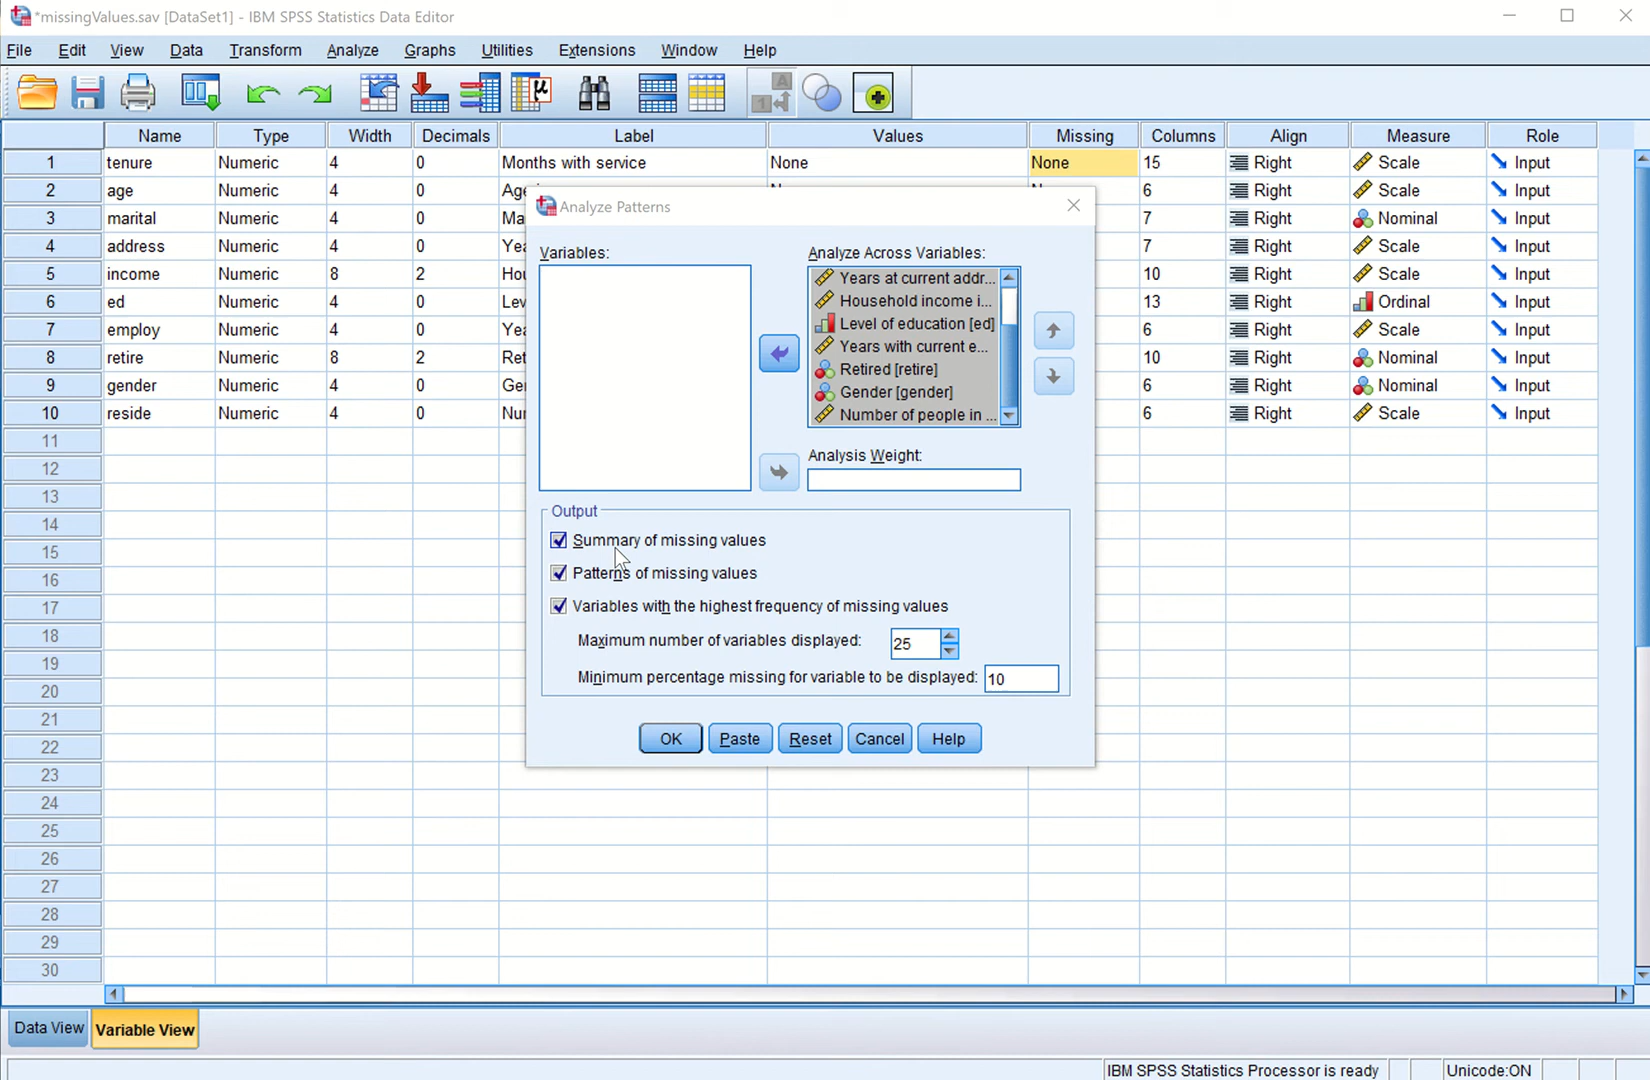 *missingValues.sav [DataSet1] - IBM SPSS Statistics Data Editor
File Edit View Data Transform Analyze Graphs Utilities Extensions Window Help
Name Type Width Decimals Label Values Missing Columns Align Measure Role
1 tenure Numeric 4 0 Months with service None None 15 Right Scale Input
2 age Numeric 4 0 Age 6 Right Scale Input
3 marital Numeric 4 0 Ma 7 Right Nominal Input
4 address Numeric 4 0 Yea 7 Right Scale Input
5 income Numeric 8 2 Hou 10 Right Scale Input
6 ed Numeric 4 0 Lev 13 Right Ordinal Input
7 employ Numeric 4 0 Yea 6 Right Scale Input
8 retire Numeric 8 2 Ret 10 Right Nominal Input
9 gender Numeric 4 0 Ger 6 Right Nominal Input
10 reside Numeric 4 0 Nur 6 Right Scale Input
11
12
13
14
15
16
17
18
19
20
21
22
23
24
25
26
27
28
29
30
Analyze Patterns
Variables:
Analyze Across Variables:
Years at current addr...
Household income i...
Level of education [ed]
Years with current e...
Retired [retire]
Gender [gender]
Number of people in ...
Analysis Weight:
Output
Summary of missing values
Patterns of missing values
Variables with the highest frequency of missing values
Maximum number of variables displayed: 25
Minimum percentage missing for variable to be displayed: 10
OK Paste Reset Cancel Help
Data View Variable View
IBM SPSS Statistics Processor is ready Unicode:ON